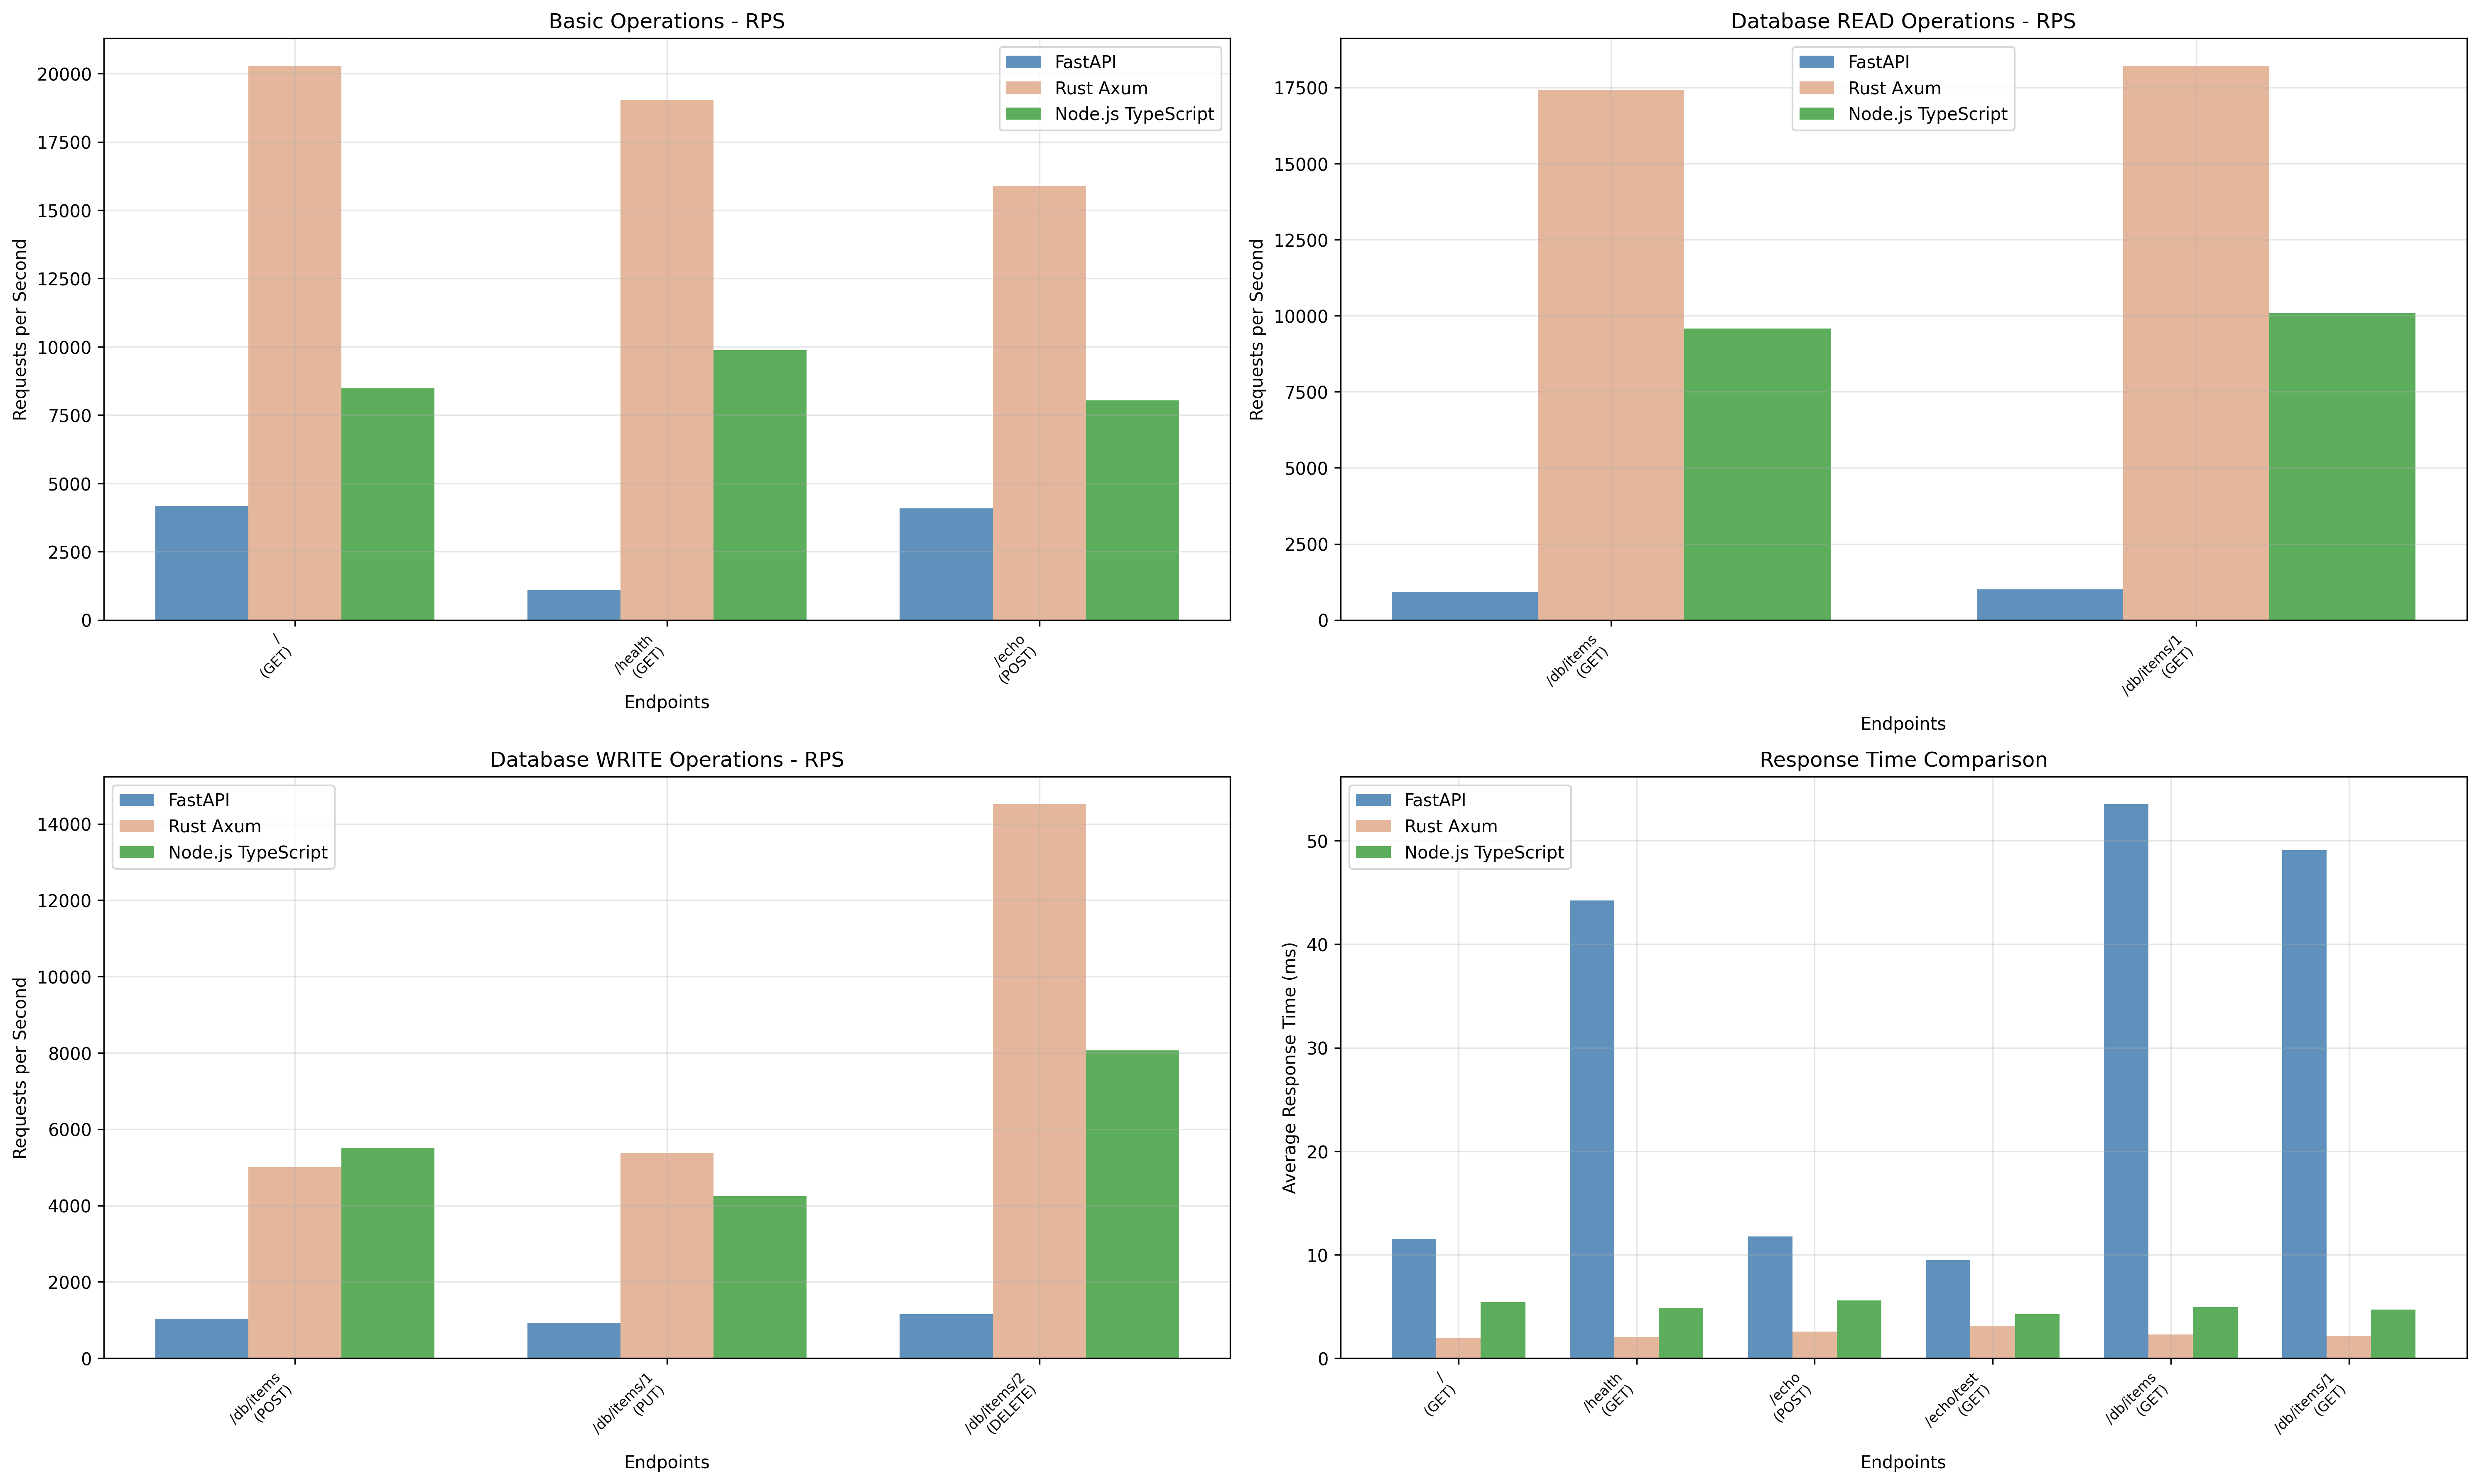 Basic Operations - RPS
20000
17500
15000
12500
10000
7500
5000
2500
0
Requests per Second
FastAPI
Rust Axum
Node.js TypeScript
/
(GET)
/health
(GET)
/echo
(POST)
Endpoints
Database READ Operations - RPS
17500
15000
12500
10000
7500
5000
2500
0
Requests per Second
FastAPI
Rust Axum
Node.js TypeScript
/db/items
(GET)
/db/items/1
(GET)
Endpoints
Database WRITE Operations - RPS
14000
12000
10000
8000
6000
4000
2000
0
Requests per Second
FastAPI
Rust Axum
Node.js TypeScript
/db/items
(POST)
/db/items/1
(PUT)
/db/items/2
(DELETE)
Endpoints
Response Time Comparison
50
40
30
20
10
0
Average Response Time (ms)
FastAPI
Rust Axum
Node.js TypeScript
/
(GET)
/health
(GET)
/echo
(POST)
/echo/test
(GET)
/db/items
(GET)
/db/items/1
(GET)
Endpoints